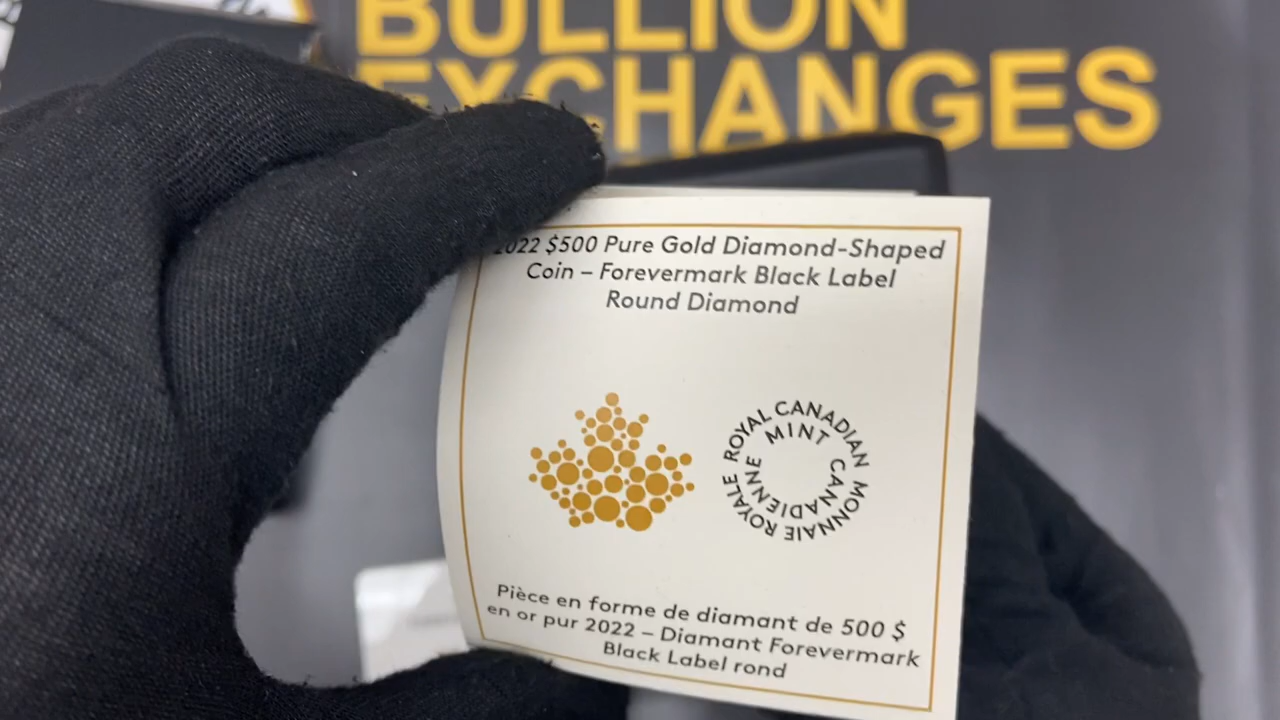 BULLION
EXCHANGES
2022 $500 Pure Gold Diamond-Shaped
Coin – Forevermark Black Label
Round Diamond
ROYAL CANADIAN MINT
MONNAIE ROYALE CANADIENNE
Pièce en forme de diamant de 500 $
en or pur 2022 – Diamant Forevermark
Black Label rond